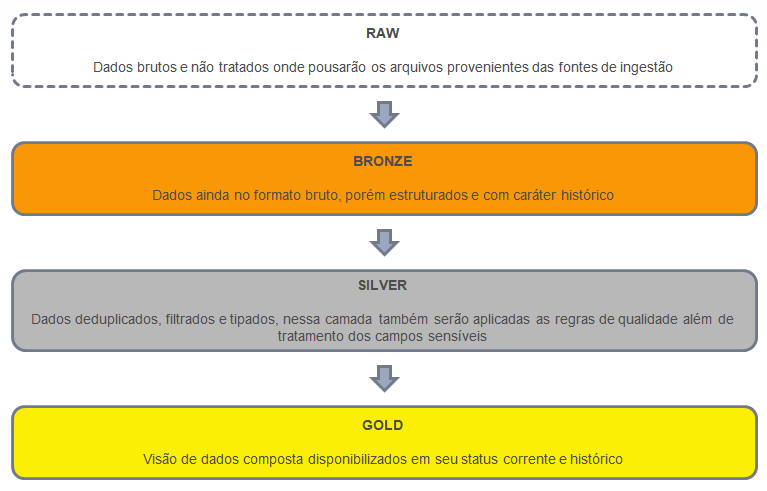 RAW
Dados brutos e não tratados onde pousarão os arquivos provenientes das fontes de ingestão
BRONZE
Dados ainda no formato bruto, porém estruturados e com caráter histórico
SILVER
Dados deduplicados, filtrados e tipados, nessa camada também serão aplicadas as regras de qualidade além de
tratamento dos campos sensíveis
GOLD
Visão de dados composta disponibilizados em seu status corrente e histórico